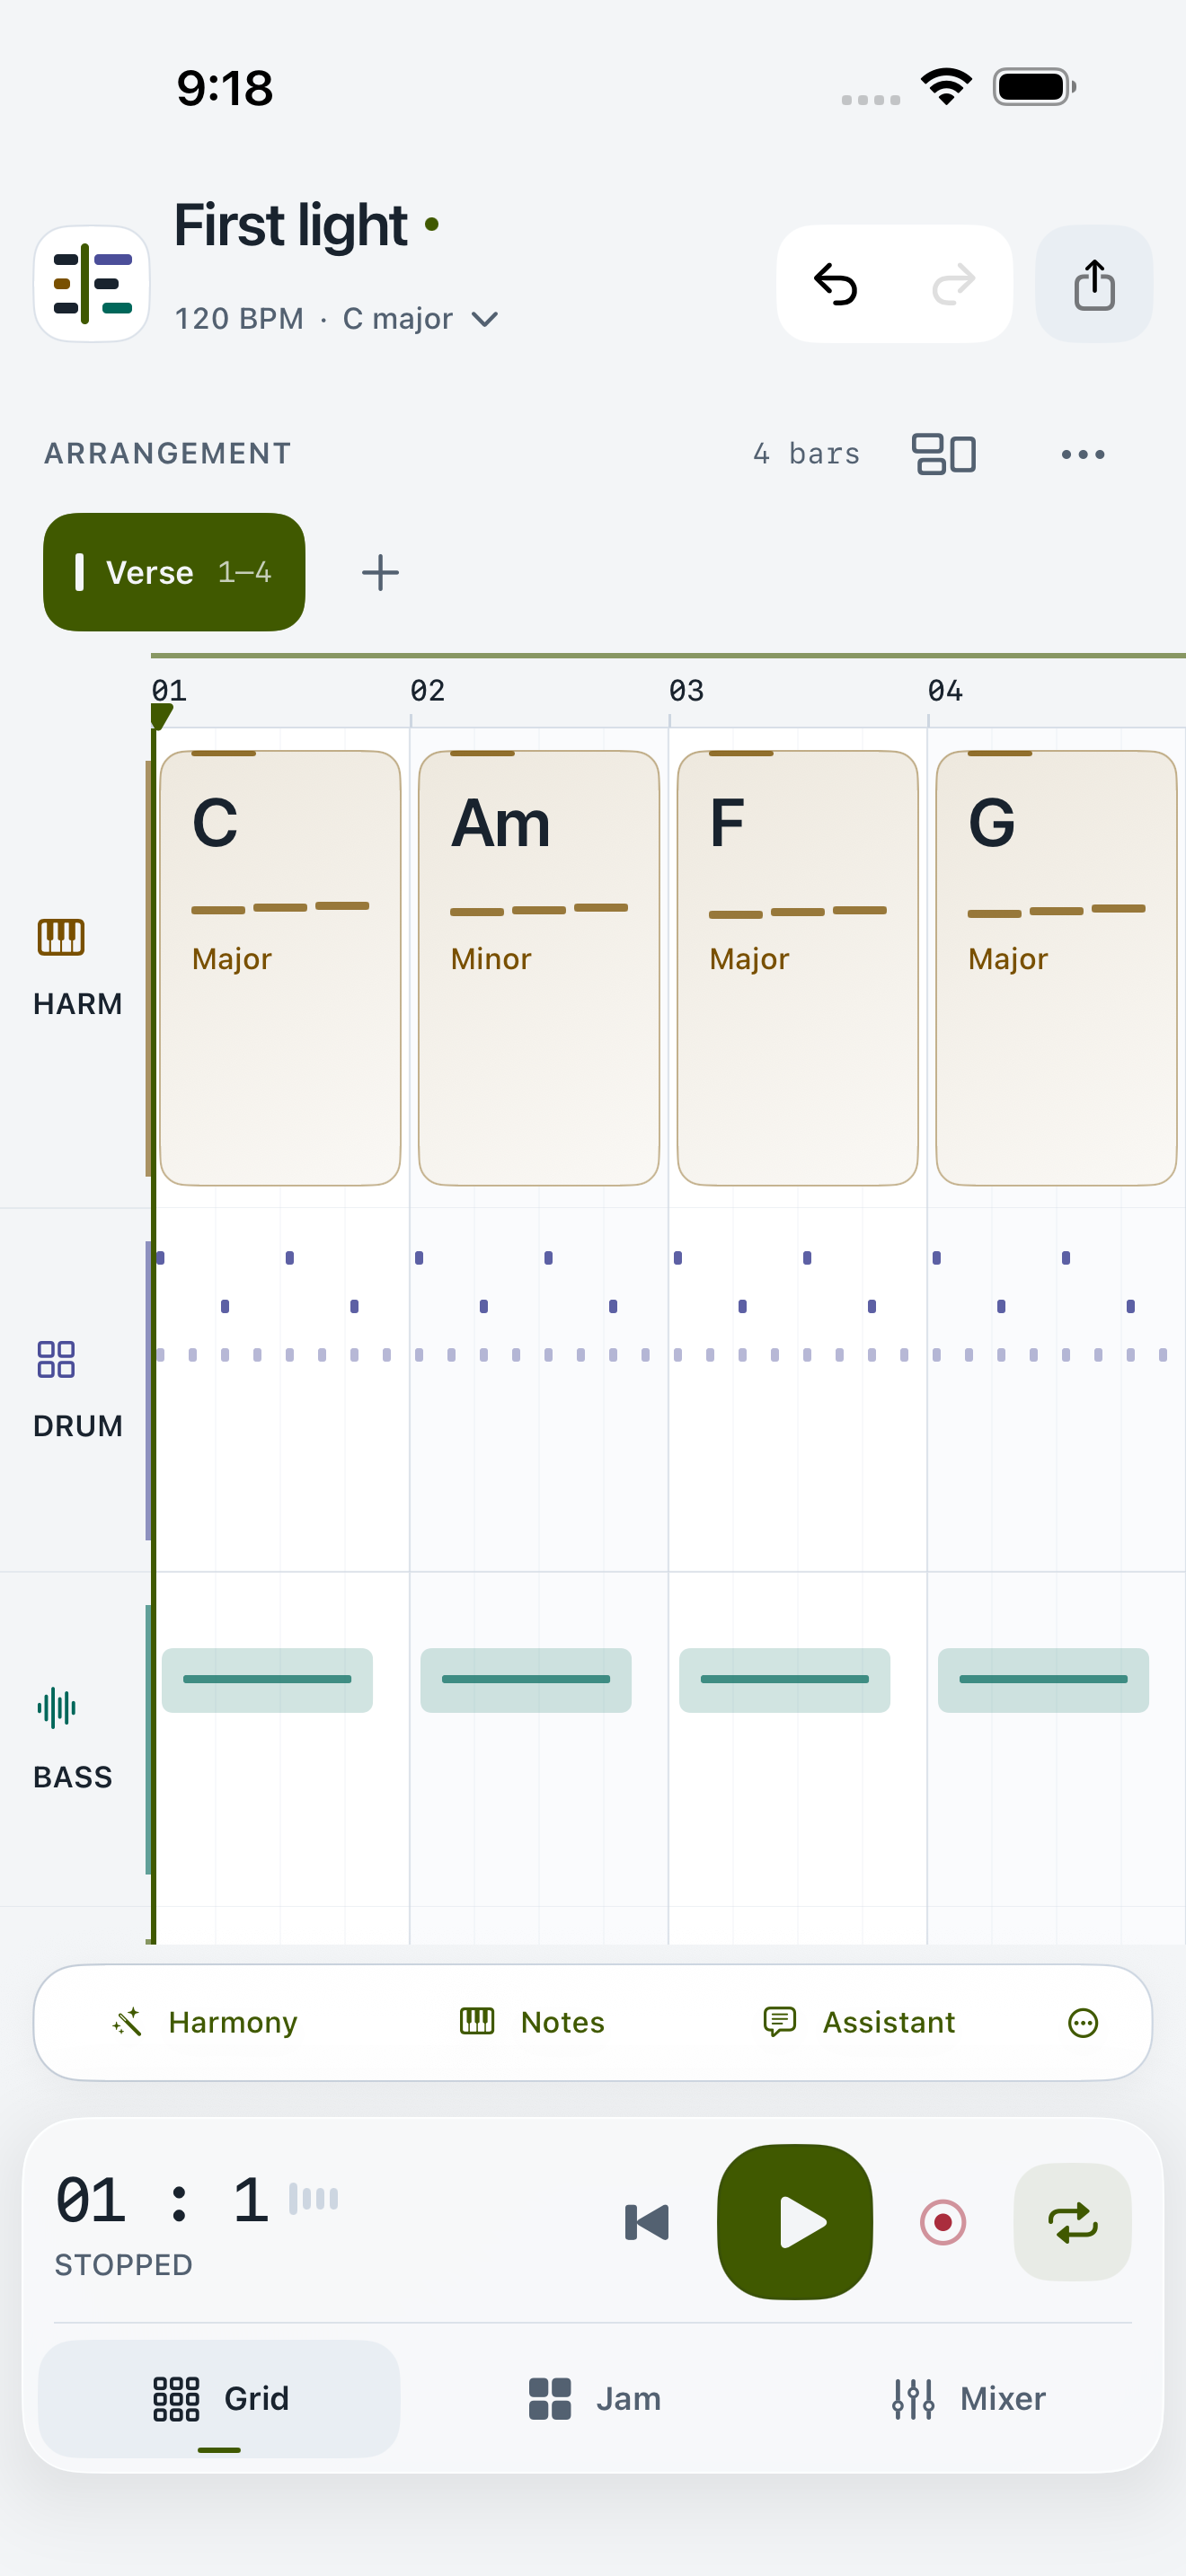 9:18
First light
120 BPM · C major
ARRANGEMENT
4 bars
Verse 1–4
01 02 03 04
C Am F G
Major Minor Major Major
HARM
DRUM
BASS
Harmony Notes Assistant
01 : 1
STOPPED
Grid Jam Mixer